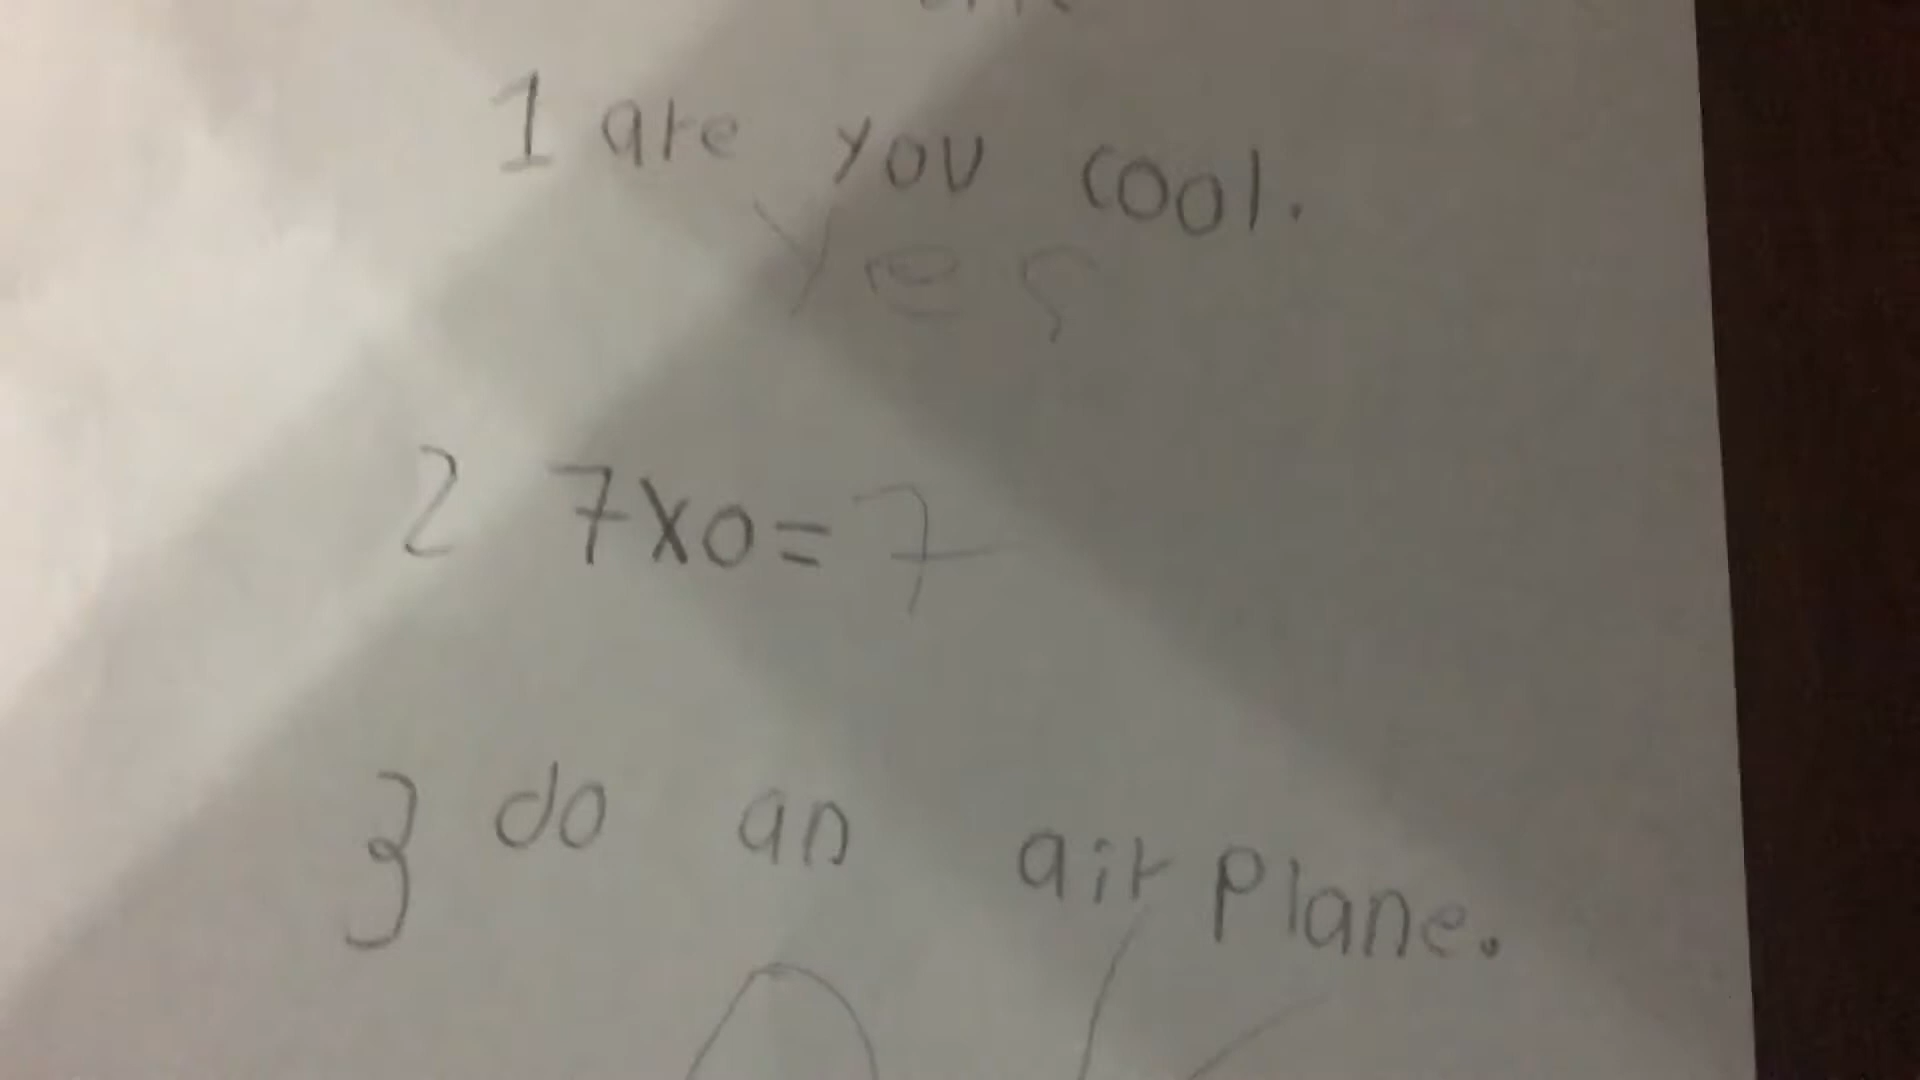 1 are you cool.
Yes
2 7x0=7
3 do an air Plane.